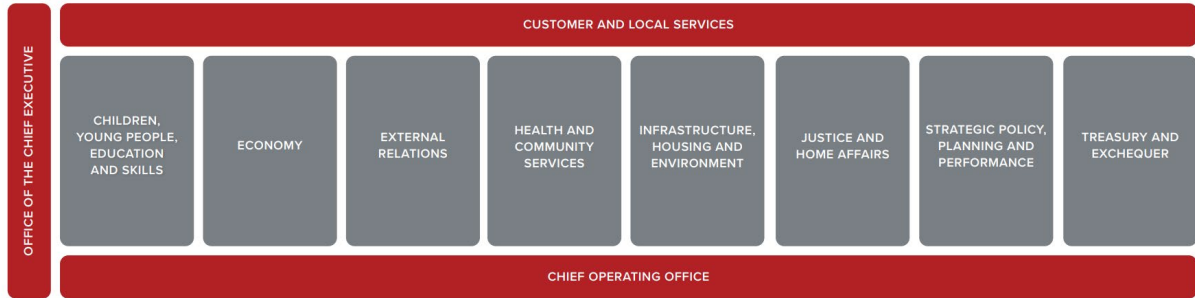 OFFICE OF THE CHIEF EXECUTIVE
CUSTOMER AND LOCAL SERVICES
CHILDREN,
YOUNG PEOPLE,
EDUCATION
AND SKILLS
ECONOMY
EXTERNAL
RELATIONS
HEALTH AND
COMMUNITY
SERVICES
INFRASTRUCTURE,
HOUSING AND
ENVIRONMENT
JUSTICE AND
HOME AFFAIRS
STRATEGIC POLICY,
PLANNING AND
PERFORMANCE
TREASURY AND
EXCHEQUER
CHIEF OPERATING OFFICE